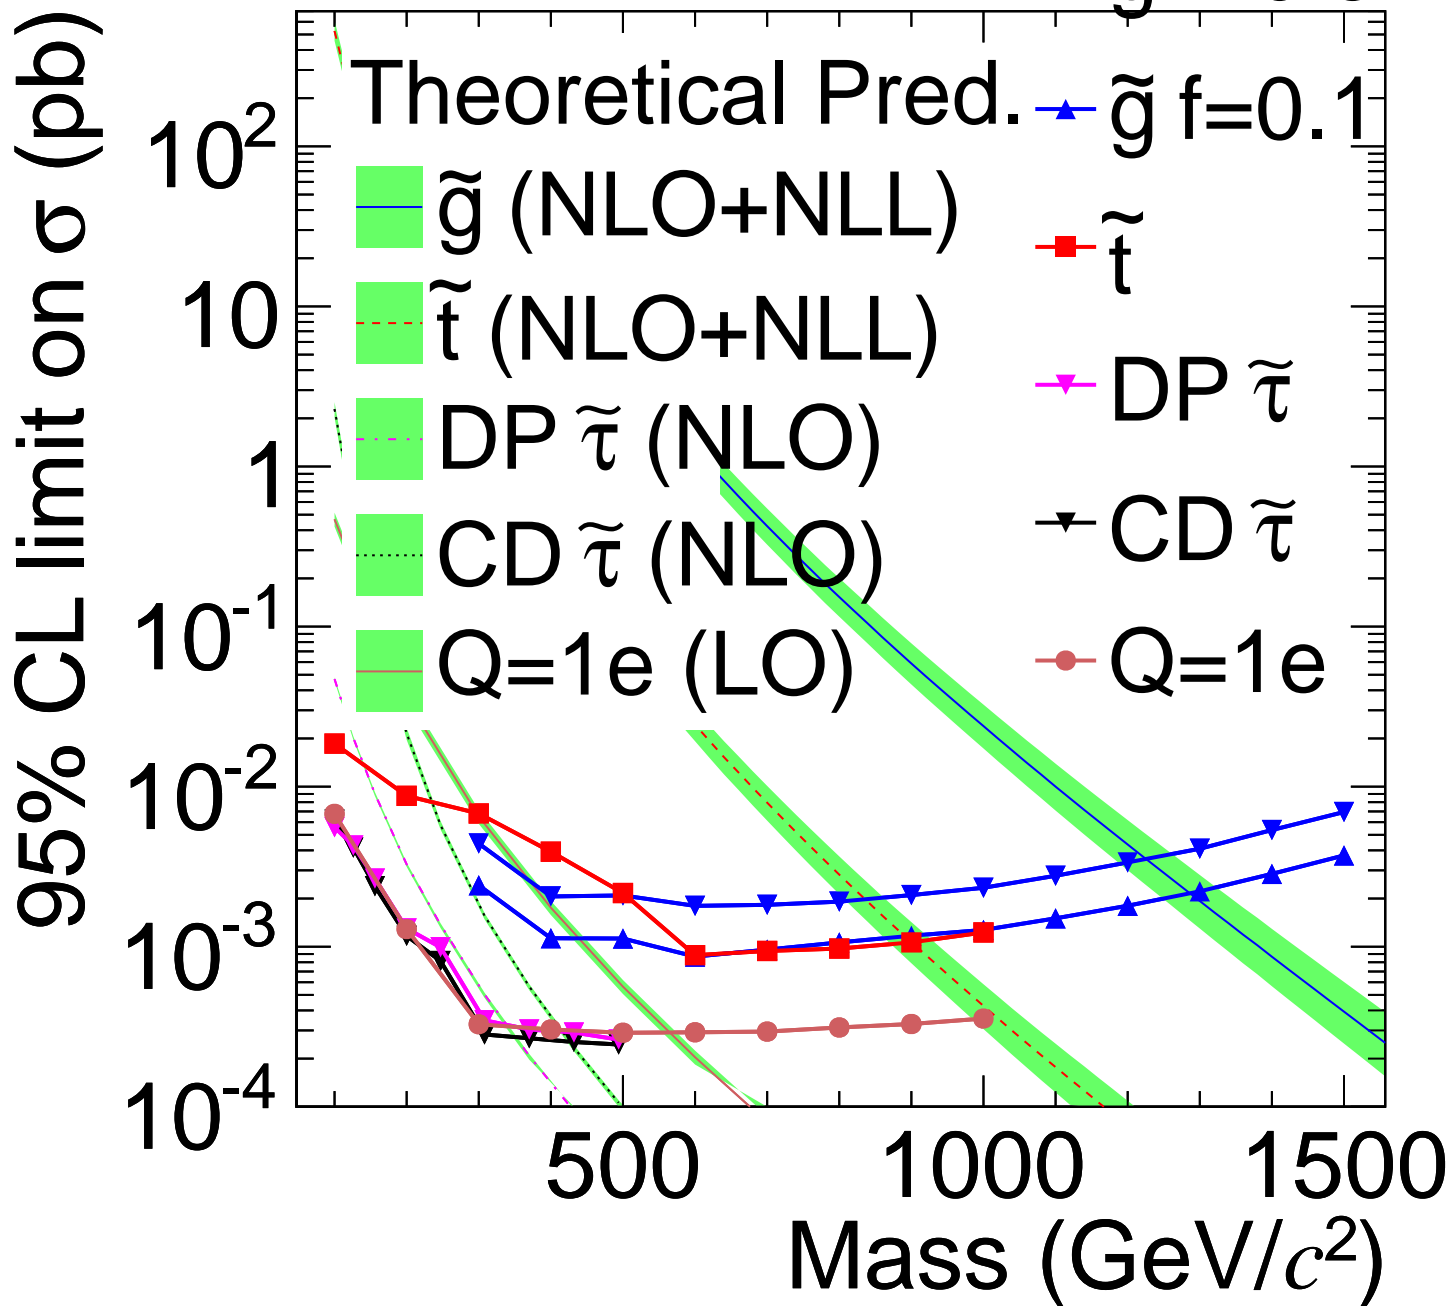 95% CL limit on σ (pb)
10²
10
1
10⁻¹
10⁻²
10⁻³
10⁻⁴
Theoretical Pred.
g̃ (NLO+NLL)
t̃ (NLO+NLL)
DP τ̃ (NLO)
CD τ̃ (NLO)
Q=1e (LO)
g̃ f=0.1
t̃
DP τ̃
CD τ̃
Q=1e
500 1000 1500
Mass (GeV/c²)